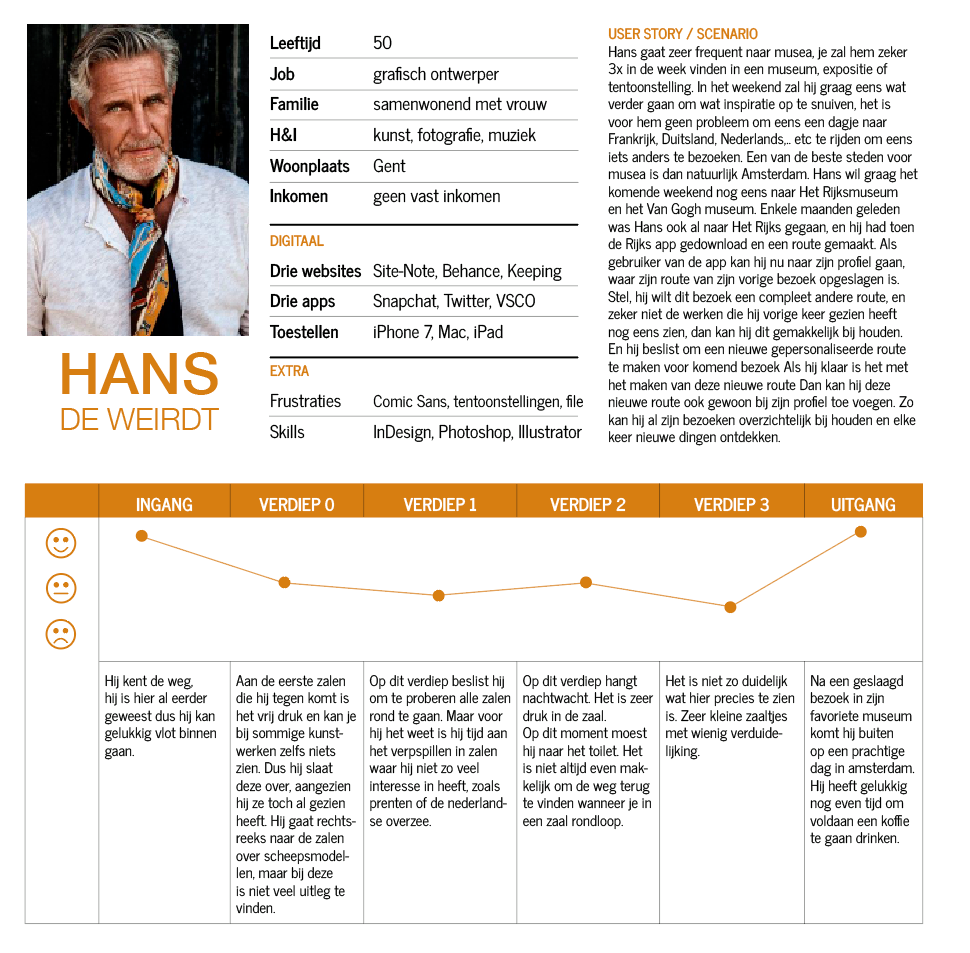 HANS
DE WEIRDT
Leeftijd 50
Job grafisch ontwerper
Familie samenwonend met vrouw
H&I kunst, fotografie, muziek
Woonplaats Gent
Inkomen geen vast inkomen
DIGITAAL
Drie websites Site-Note, Behance, Keeping
Drie apps Snapchat, Twitter, VSCO
Toestellen iPhone 7, Mac, iPad
EXTRA
Frustraties Comic Sans, tentoonstellingen, file
Skills InDesign, Photoshop, Illustrator
USER STORY / SCENARIO
Hans gaat zeer frequent naar musea, je zal hem zeker
3x in de week vinden in een museum, expositie of
tentoonstelling. In het weekend zal hij graag eens wat
verder gaan om wat inspiratie op te snuiven, het is
voor hem geen probleem om eens een dagje naar
Frankrijk, Duitsland, Nederlands,.. etc te rijden om eens
iets anders te bezoeken. Een van de beste steden voor
musea is dan natuurlijk Amsterdam. Hans wil graag het
komende weekend nog eens naar Het Rijksmuseum
en het Van Gogh museum. Enkele maanden geleden
was Hans ook al naar Het Rijks gegaan, en hij had toen
de Rijks app gedownload en een route gemaakt. Als
gebruiker van de app kan hij nu naar zijn profiel gaan,
waar zijn route van zijn vorige bezoek opgeslagen is.
Stel, hij wilt dit bezoek een compleet andere route, en
zeker niet de werken die hij vorige keer gezien heeft
nog eens zien, dan kan hij dit gemakkelijk bij houden.
En hij beslist om een nieuwe gepersonaliseerde route
te maken voor komend bezoek Als hij klaar is het met
het maken van deze nieuwe route Dan kan hij deze
nieuwe route ook gewoon bij zijn profiel toe voegen. Zo
kan hij al zijn bezoeken overzichtelijk bij houden en elke
keer nieuwe dingen ontdekken.
INGANG VERDIEP 0 VERDIEP 1 VERDIEP 2 VERDIEP 3 UITGANG
Hij kent de weg,
hij is hier al eerder
geweest dus hij kan
gelukkig vlot binnen
gaan.
Aan de eerste zalen
die hij tegen komt is
het vrij druk en kan je
bij sommige kunst-
werken zelfs niets
zien. Dus hij slaat
deze over, aangezien
hij ze toch al gezien
heeft. Hij gaat rechts-
reeks naar de zalen
over scheepsmodel-
len, maar bij deze
is niet veel uitleg te
vinden.
Op dit verdiep beslist hij
om te proberen alle zalen
rond te gaan. Maar voor
hij het weet is hij tijd aan
het verpspillen in zalen
waar hij niet zo veel
interesse in heeft, zoals
prenten of de nederland-
se overzee.
Op dit verdiep hangt
nachtwacht. Het is zeer
druk in de zaal.
Op dit moment moest
hij naar het toilet. Het
is niet altijd even mak-
kelijk om de weg terug
te vinden wanneer je in
een zaal rondloop.
Het is niet zo duidelijk
wat hier precies te zien
is. Zeer kleine zaaltjes
met wienig verduide-
lijking.
Na een geslaagd
bezoek in zijn
favoriete museum
komt hij buiten
op een prachtige
dag in amsterdam.
Hij heeft gelukkig
nog even tijd om
voldaan een koffie
te gaan drinken.